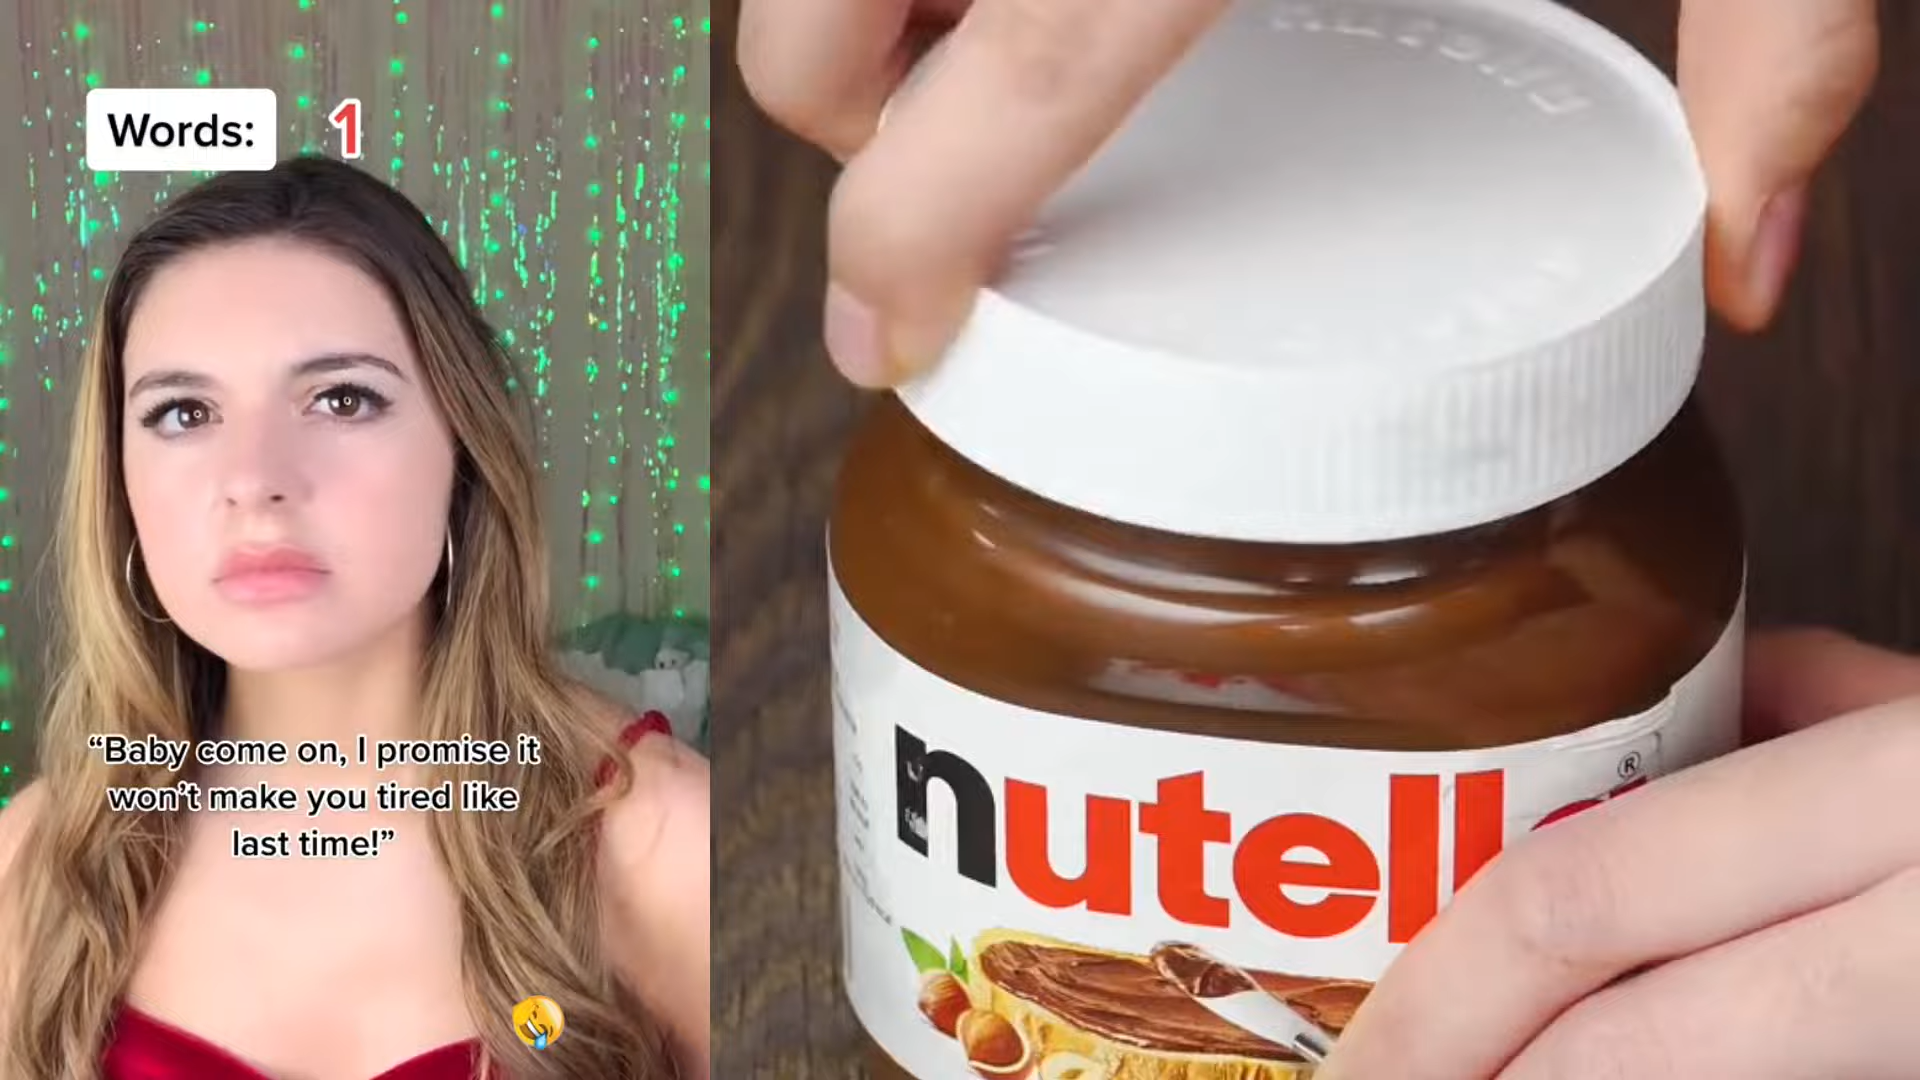 Words: 1
“Baby come on, I promise it
won’t make you tired like
last time!”
nutell
®